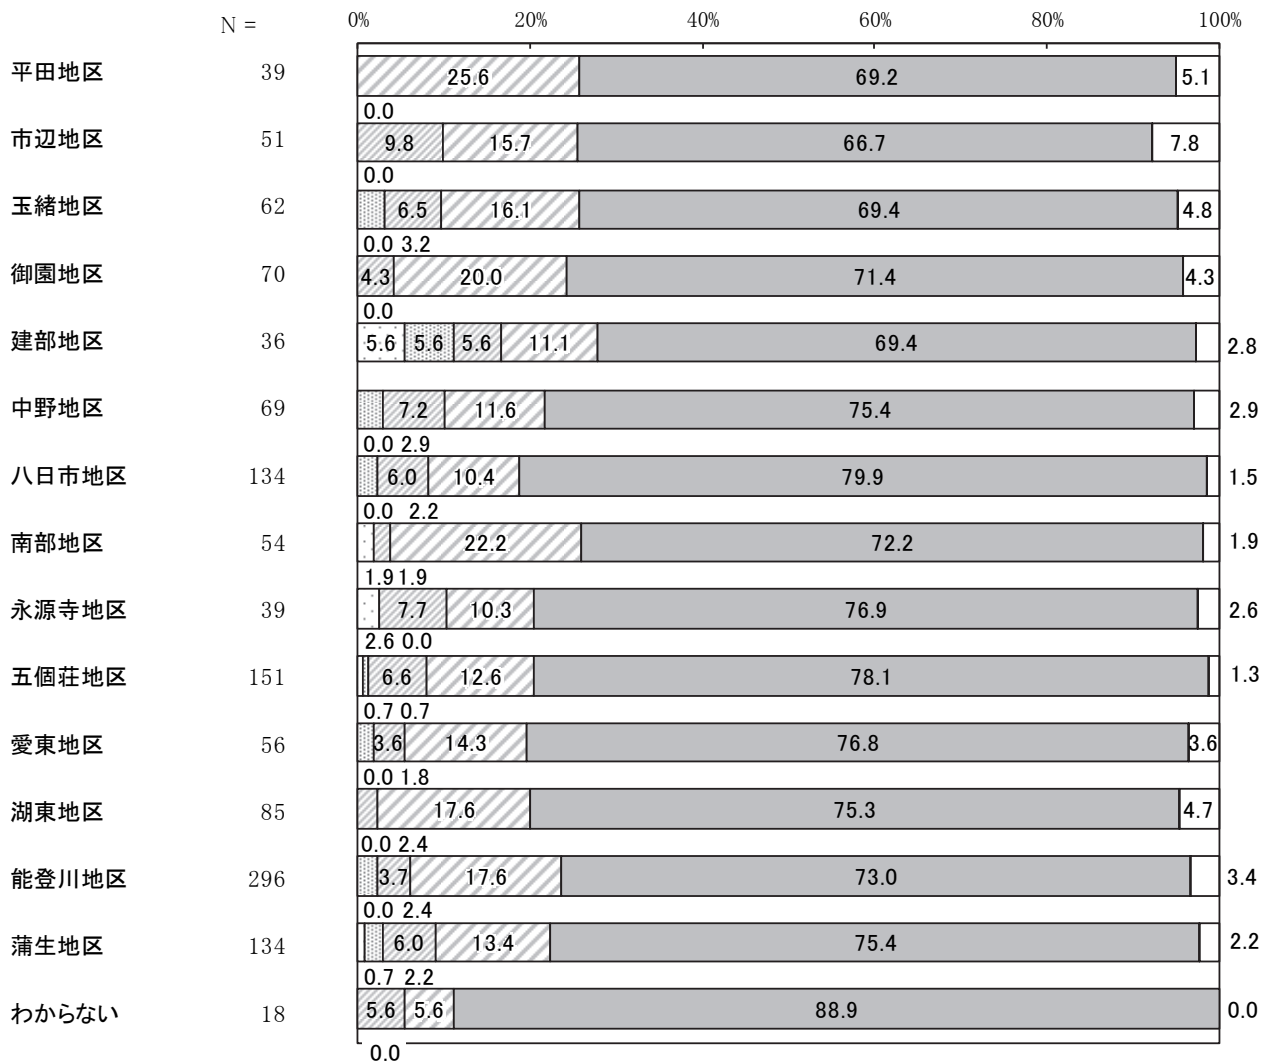 N = 0% 20% 40% 60% 80% 100%
平田地区 39 25.6 69.2 5.1
0.0
市辺地区 51 9.8 15.7 66.7 7.8
0.0
玉緒地区 62 6.5 16.1 69.4 4.8
0.0 3.2
御園地区 70 4.3 20.0 71.4 4.3
0.0
建部地区 36 5.6 5.6 5.6 11.1 69.4 2.8
中野地区 69 7.2 11.6 75.4 2.9
0.0 2.9
八日市地区 134 6.0 10.4 79.9 1.5
0.0 2.2
南部地区 54 22.2 72.2 1.9
1.9 1.9
永源寺地区 39 7.7 10.3 76.9 2.6
2.6 0.0
五個荘地区 151 6.6 12.6 78.1 1.3
0.7 0.7
愛東地区 56 3.6 14.3 76.8 3.6
0.0 1.8
湖東地区 85 17.6 75.3 4.7
0.0 2.4
能登川地区 296 3.7 17.6 73.0 3.4
0.0 2.4
蒲生地区 134 6.0 13.4 75.4 2.2
0.7 2.2
わからない 18 5.6 5.6 88.9 0.0
0.0